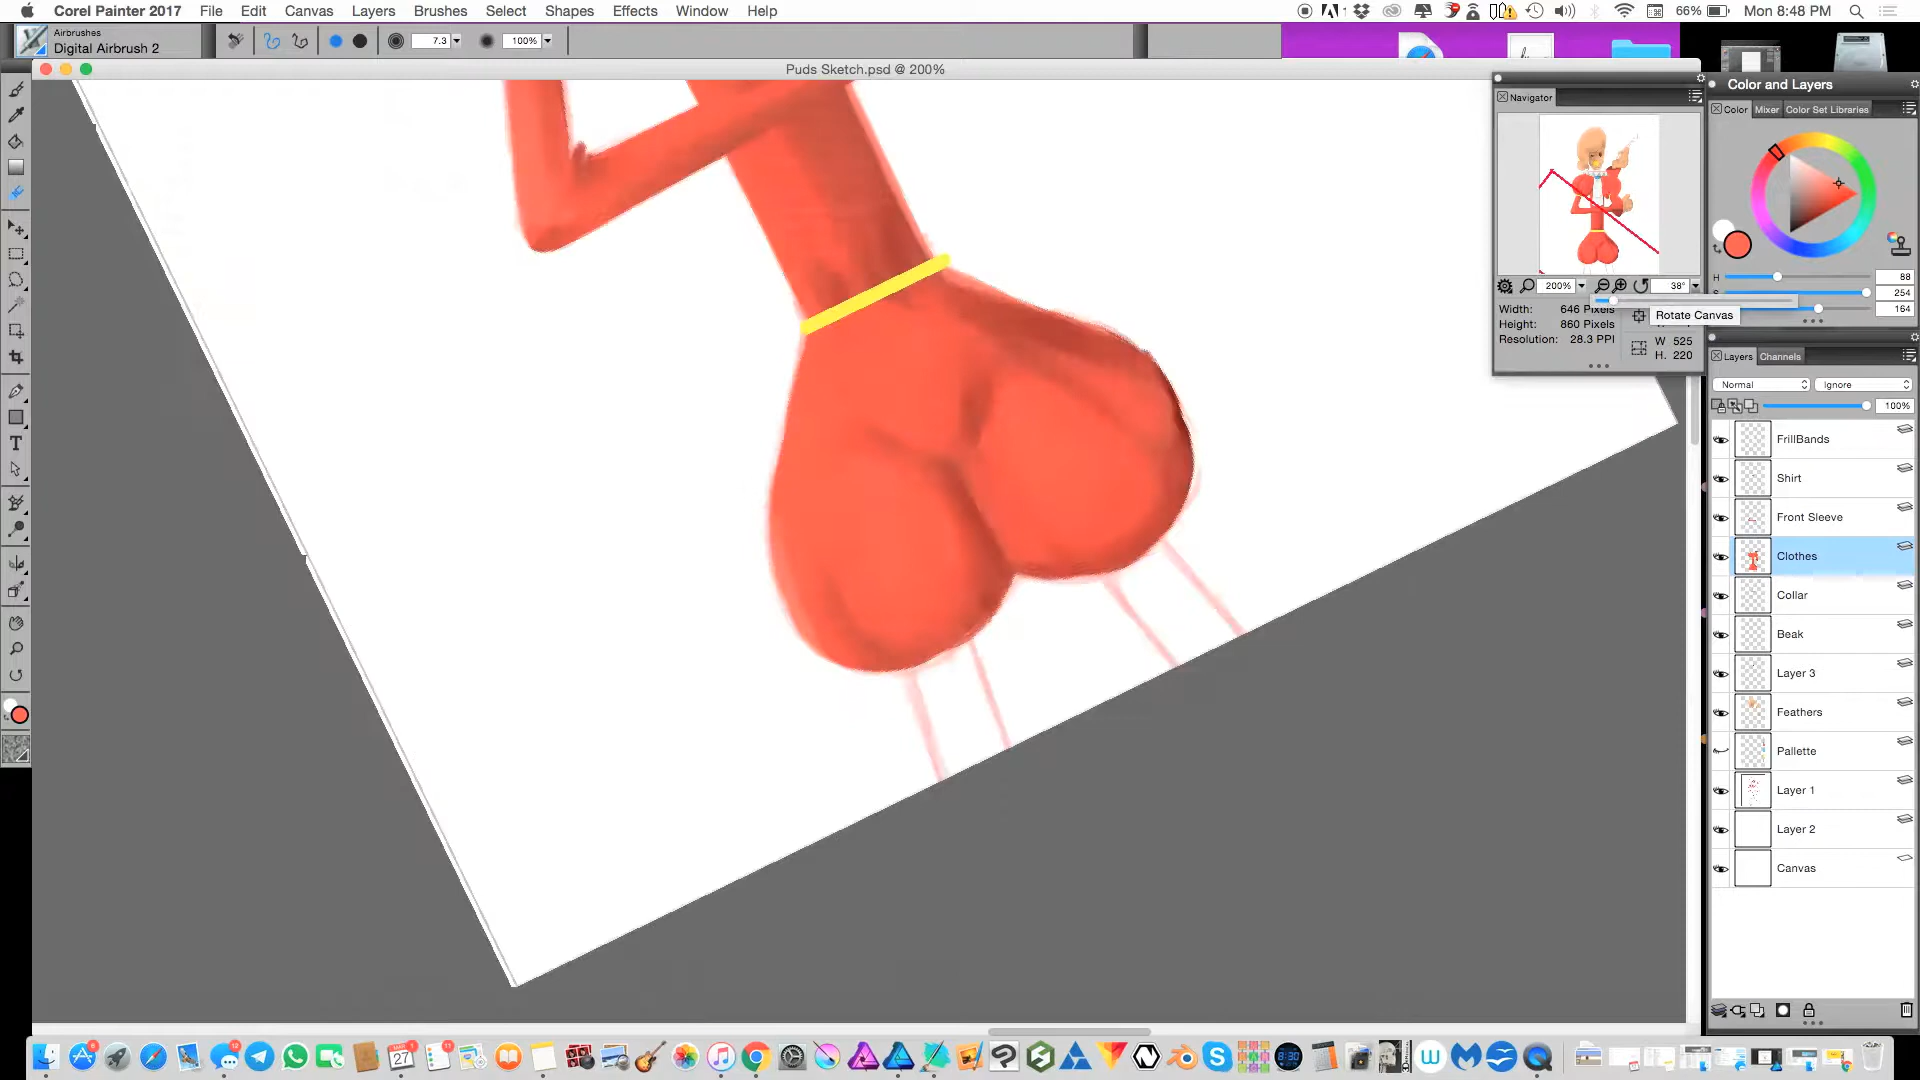 Corel Painter 2017 File Edit Canvas Layers Brushes Select Shapes Effects Window Help
66% Mon 8:48 PM
Airbrushes
Digital Airbrush 2
7.3 100%
Puds Sketch.psd @ 200%
Navigator
200% 38°
Width: 646 Pixels
Height: 860 Pixels
Resolution: 28.3 PPI
Rotate Canvas
W 525
H. 220
Color and Layers
Color Mixer Color Set Libraries
H 88
S 254
164
Layers Channels
Normal Ignore
100%
FrillBands
Shirt
Front Sleeve
Clothes
Collar
Beak
Layer 3
Feathers
Pallette
Layer 1
Layer 2
Canvas
27
8:30